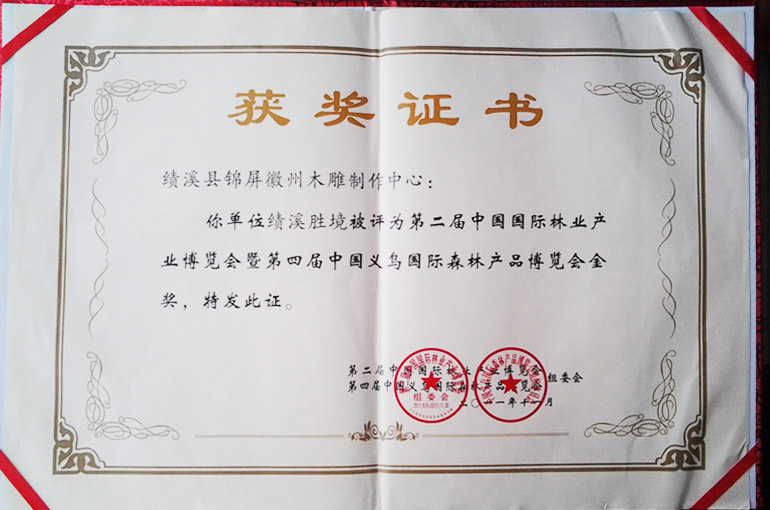 获奖证书
绩溪县锦屏徽州木雕制作中心：
你单位绩溪胜境被评为第二届中国国际林业产
业博览会暨第四届中国义乌国际森林产品博览会金
奖，特发此证。
第二届中国国际林业产业博览会
第四届中国义乌国际森林产品博览会
组委会
组委会
二〇一一年十一月